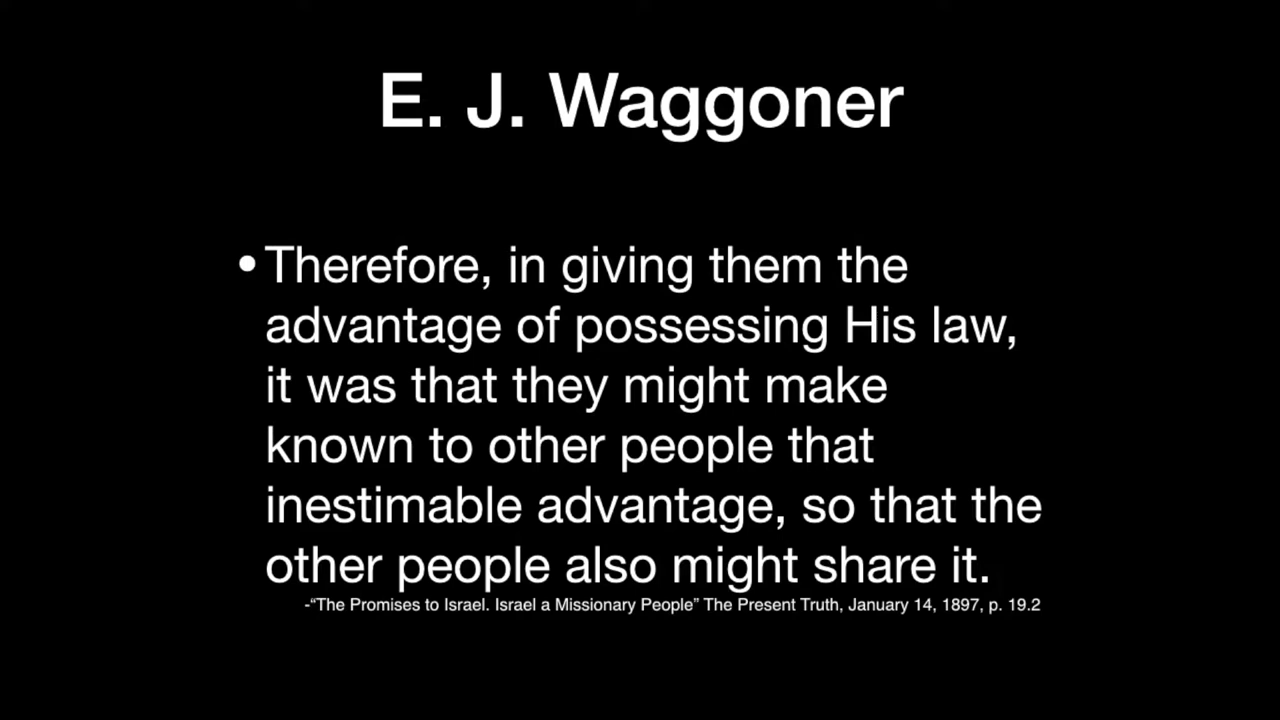 E. J. Waggoner
•Therefore, in giving them the
advantage of possessing His law,
it was that they might make
known to other people that
inestimable advantage, so that the
other people also might share it.
-“The Promises to Israel. Israel a Missionary People” The Present Truth, January 14, 1897, p. 19.2